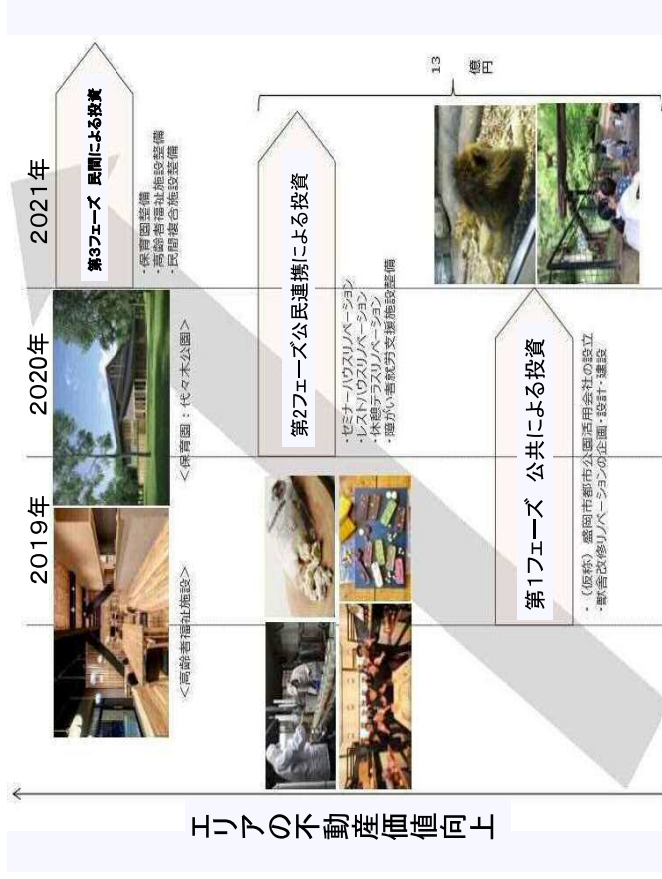 エリアの不動産価値向上
2019年
2020年
2021年
第3フェーズ 民間による投資
・保育園整備
・高齢者福祉施設整備
・民間複合施設整備
<高齢者福祉施設>
<保育園：代々木公園>
第2フェーズ公民連携による投資
・セミナーハウスリノベーション
・レストハウスリノベーション
・休憩テラスリノベーション
・障がい者就労支援施設整備
13
億円
第1フェーズ 公共による投資
・（仮称）盛岡市都市公園活用会社の設立
・獣舎改修リノベーションの企画・設計・建設